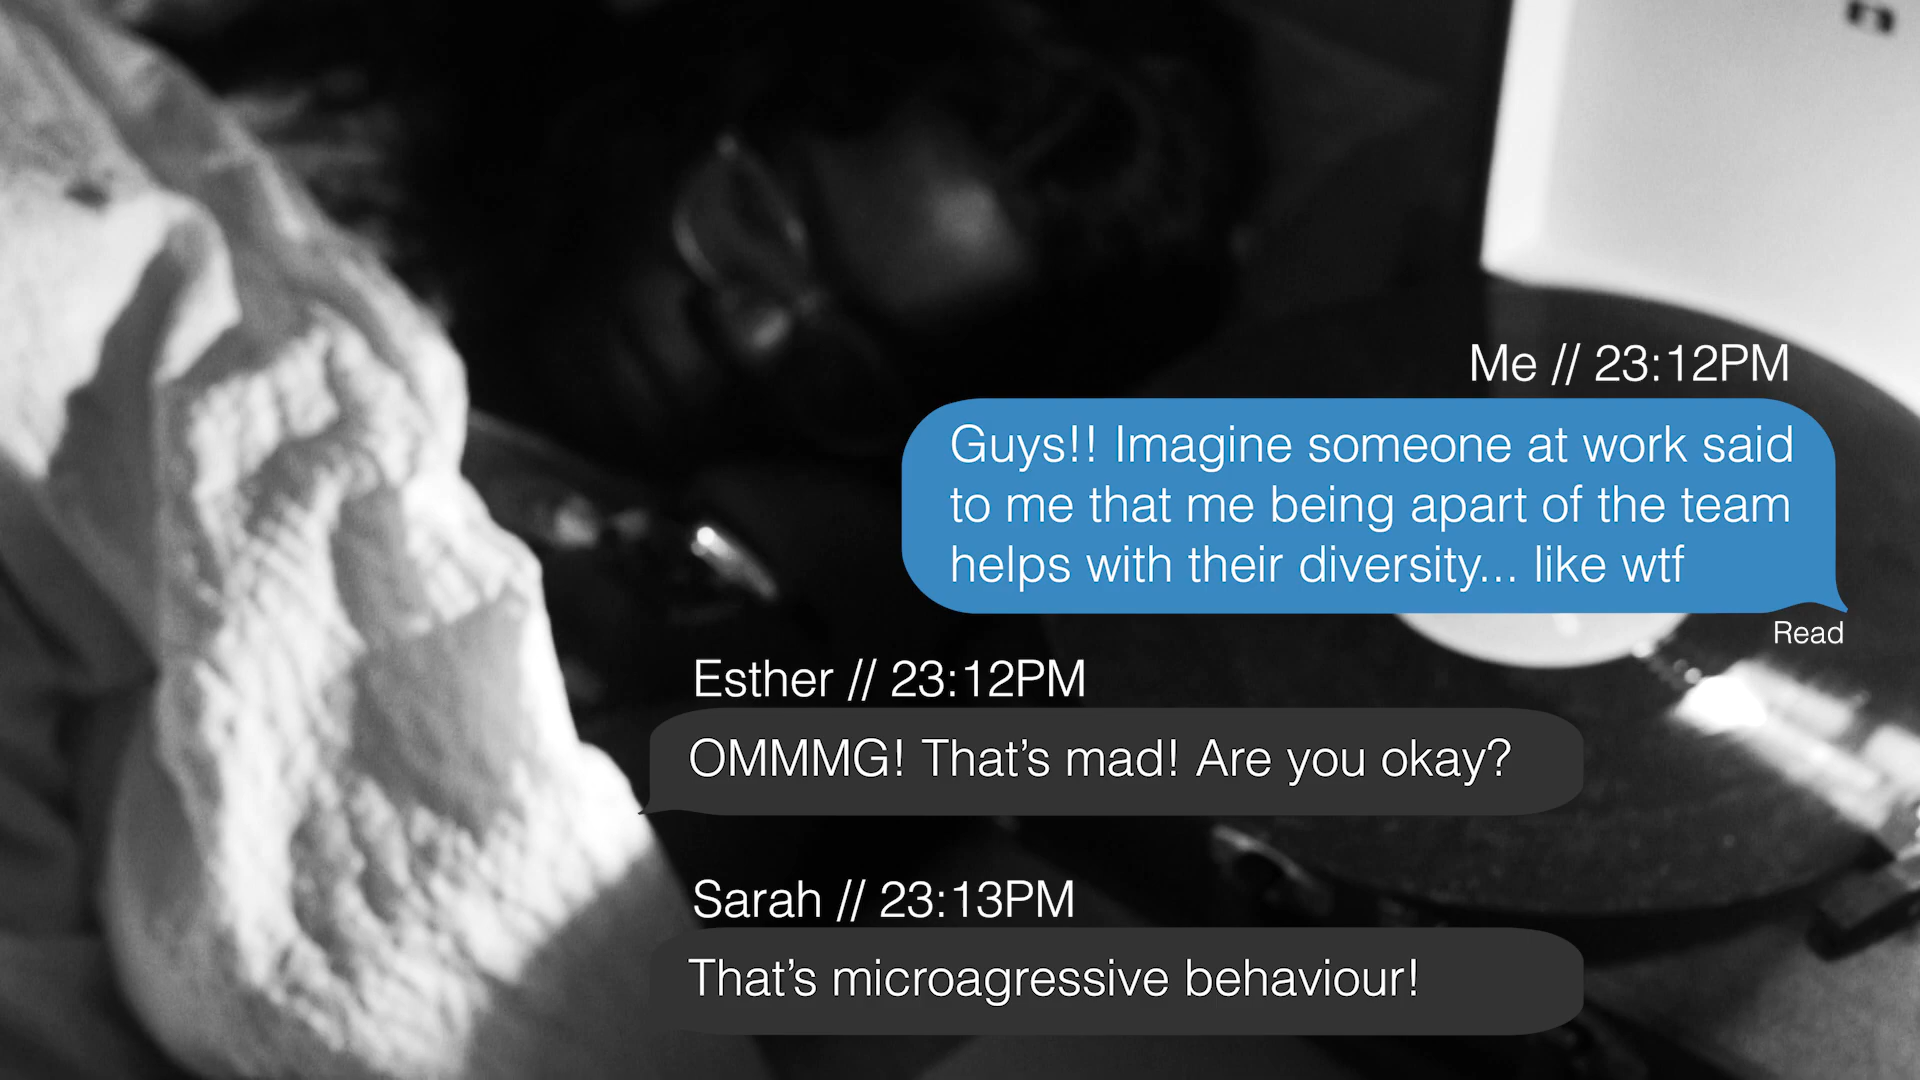 Me // 23:12PM
Guys!! Imagine someone at work said
to me that me being apart of the team
helps with their diversity... like wtf
Read
Esther // 23:12PM
OMMMG! That's mad! Are you okay?
Sarah // 23:13PM
That's microagressive behaviour!